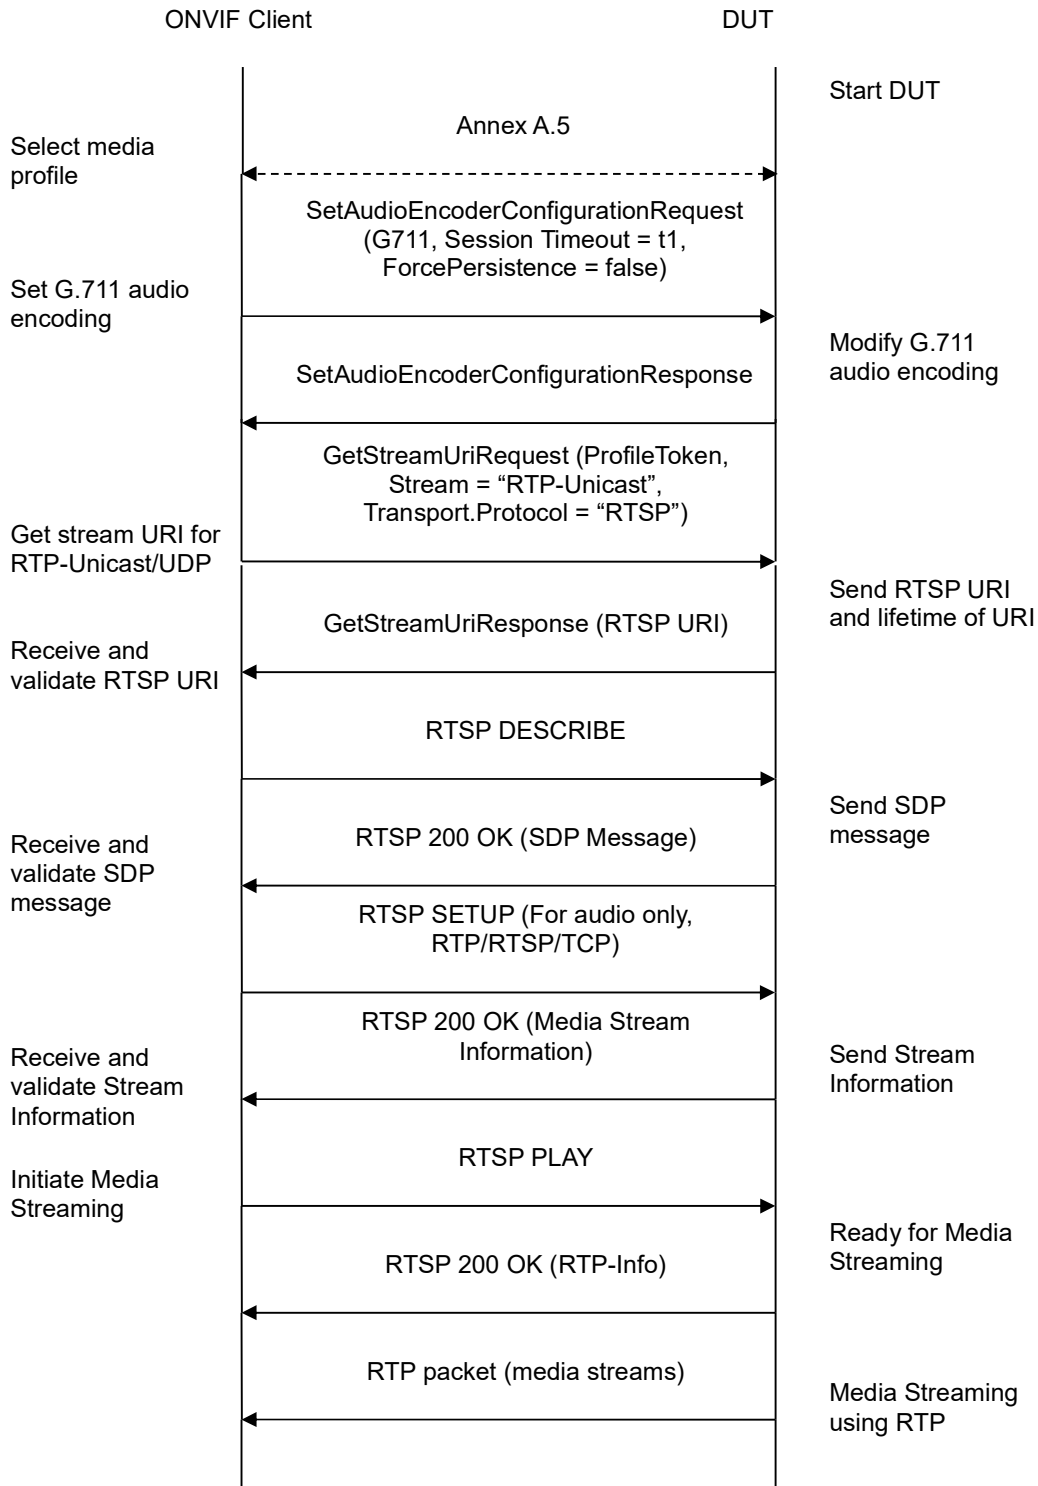 ONVIF Client
DUT
Start DUT
Annex A.5
Select media
profile
SetAudioEncoderConfigurationRequest
(G711, Session Timeout = t1,
ForcePersistence = false)
Set G.711 audio
encoding
Modify G.711
audio encoding
SetAudioEncoderConfigurationResponse
GetStreamUriRequest (ProfileToken,
Stream = “RTP-Unicast”,
Transport.Protocol = “RTSP”)
Get stream URI for
RTP-Unicast/UDP
Send RTSP URI
and lifetime of URI
GetStreamUriResponse (RTSP URI)
Receive and
validate RTSP URI
RTSP DESCRIBE
Send SDP
message
RTSP 200 OK (SDP Message)
Receive and
validate SDP
message
RTSP SETUP (For audio only,
RTP/RTSP/TCP)
RTSP 200 OK (Media Stream
Information)
Send Stream
Information
Receive and
validate Stream
Information
RTSP PLAY
Initiate Media
Streaming
Ready for Media
Streaming
RTSP 200 OK (RTP-Info)
RTP packet (media streams)
Media Streaming
using RTP